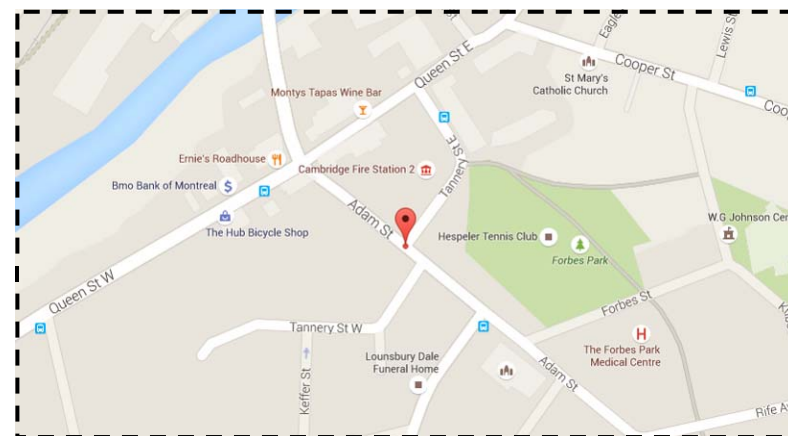 Eagle
Lewis St
Queen St E
Cooper St
St Mary's
Catholic Church
Montys Tapas Wine Bar
Coop
Tannery St E
Ernie's Roadhouse
Cambridge Fire Station 2
Bmo Bank of Montreal
$
Adam St
The Hub Bicycle Shop
W.G Johnson Cen
Hespeler Tennis Club
Forbes Park
Queen St W
Forbes St
Tannery St W
H
The Forbes Park
Medical Centre
Lounsbury Dale
Funeral Home
Adam St
Keffer St
Rife A